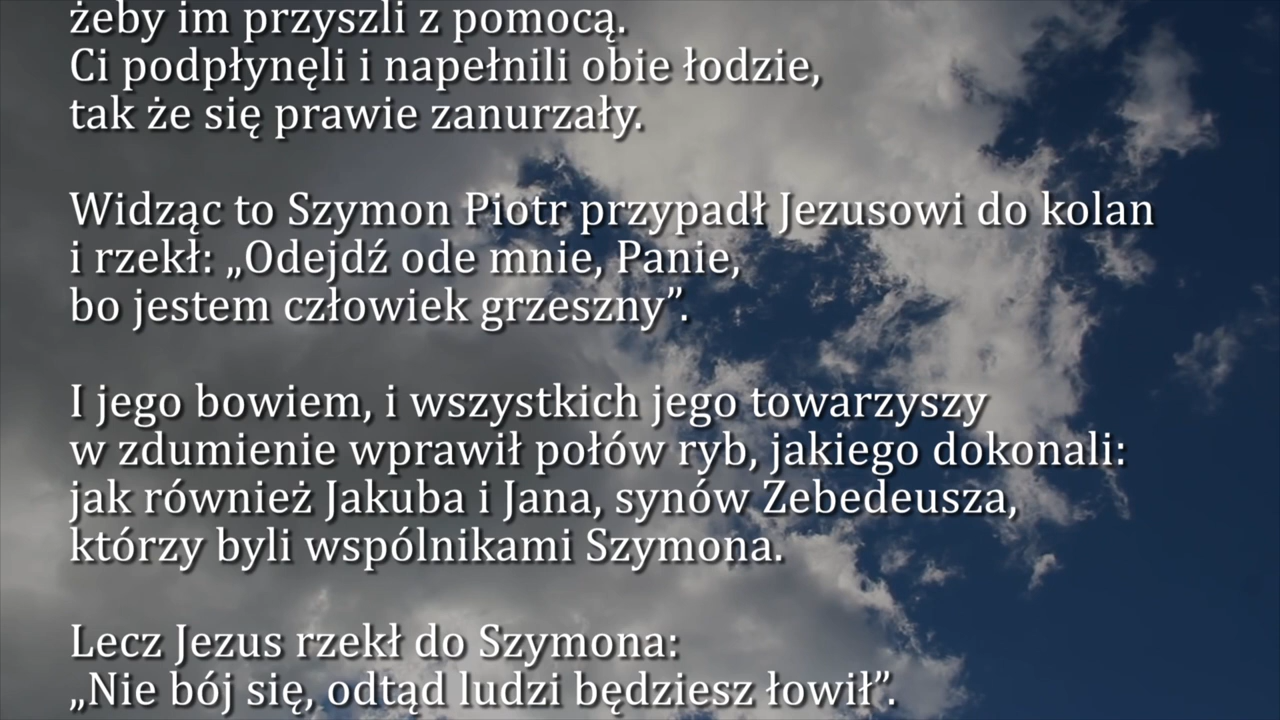 żeby im przyszli z pomocą.
Ci podpłynęli i napełnili obie łodzie,
tak że się prawie zanurzały.
Widząc to Szymon Piotr przypadł Jezusowi do kolan
i rzekł: „Odejdź ode mnie, Panie,
bo jestem człowiek grzeszny”.
I jego bowiem, i wszystkich jego towarzyszy
w zdumienie wprawił połów ryb, jakiego dokonali:
jak również Jakuba i Jana, synów Zebedeusza,
którzy byli wspólnikami Szymona.
Lecz Jezus rzekł do Szymona:
„Nie bój się, odtąd ludzi będziesz łowił”.